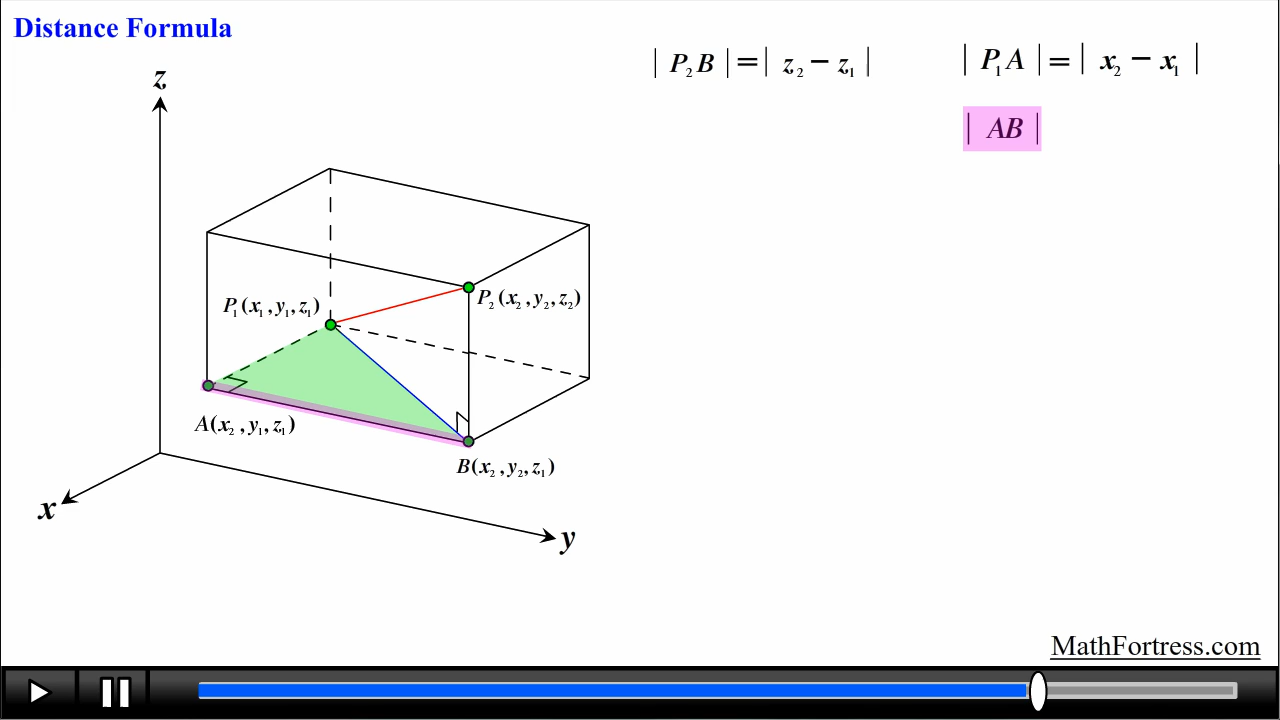 Distance Formula
| P₂B | = | z₂ − z₁ |
| P₁A | = | x₂ − x₁ |
| AB |
z
P₁(x₁,y₁,z₁)
P₂(x₂,y₂,z₂)
A(x₂,y₁,z₁)
B(x₂,y₂,z₁)
x
y
MathFortress.com